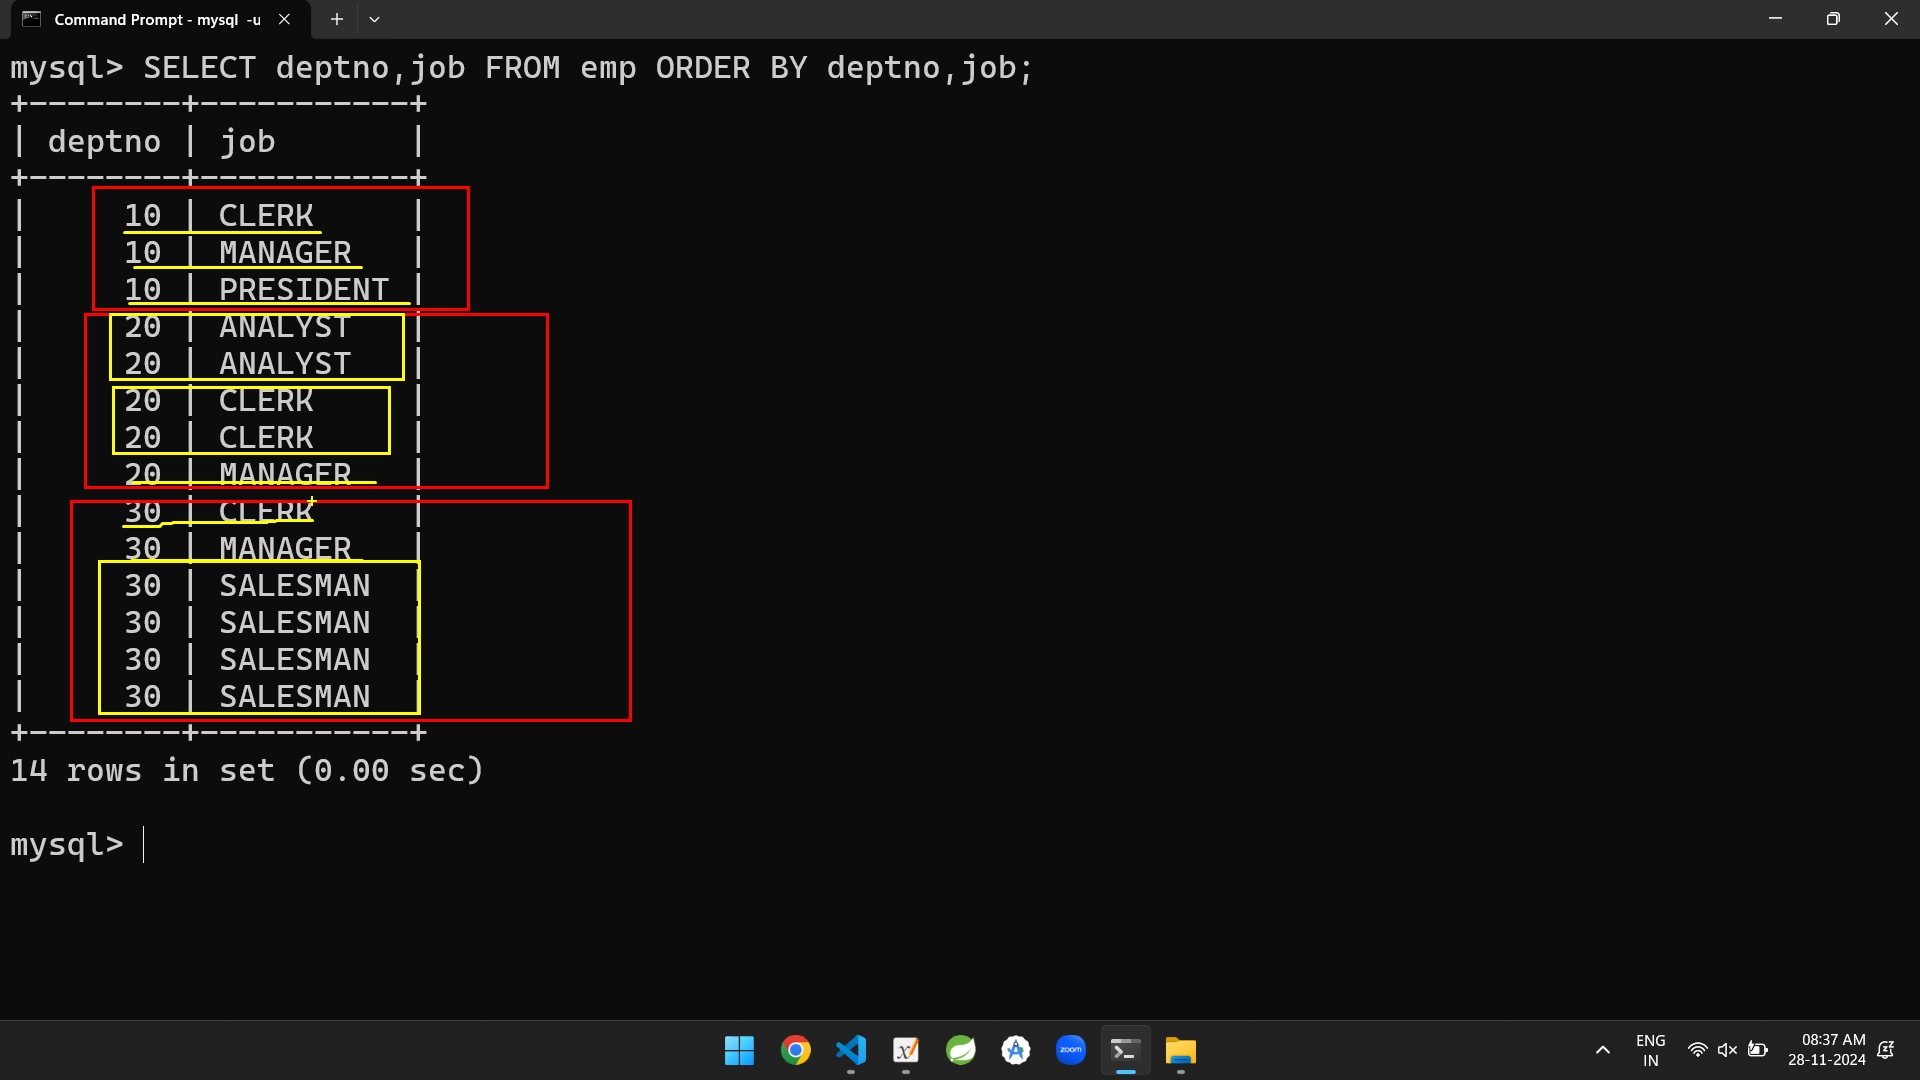 Command Prompt - mysql -u
mysql> SELECT deptno,job FROM emp ORDER BY deptno,job;
+--------+-----------+
| deptno | job       |
+--------+-----------+
|     10 | CLERK     |
|     10 | MANAGER   |
|     10 | PRESIDENT |
|     20 | ANALYST   |
|     20 | ANALYST   |
|     20 | CLERK     |
|     20 | CLERK     |
|     20 | MANAGER   |
|     30 | CLERK     |
|     30 | MANAGER   |
|     30 | SALESMAN  |
|     30 | SALESMAN  |
|     30 | SALESMAN  |
|     30 | SALESMAN  |
+--------+-----------+
14 rows in set (0.00 sec)
mysql>
zoom
ENG
IN
08:37 AM
28-11-2024